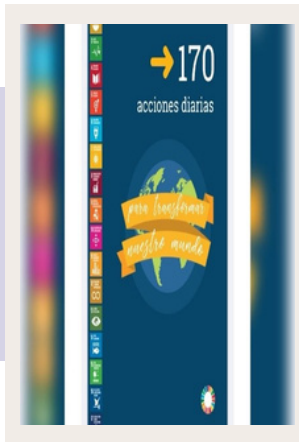 170
acciones diarias
para transformar
nuestro mundo